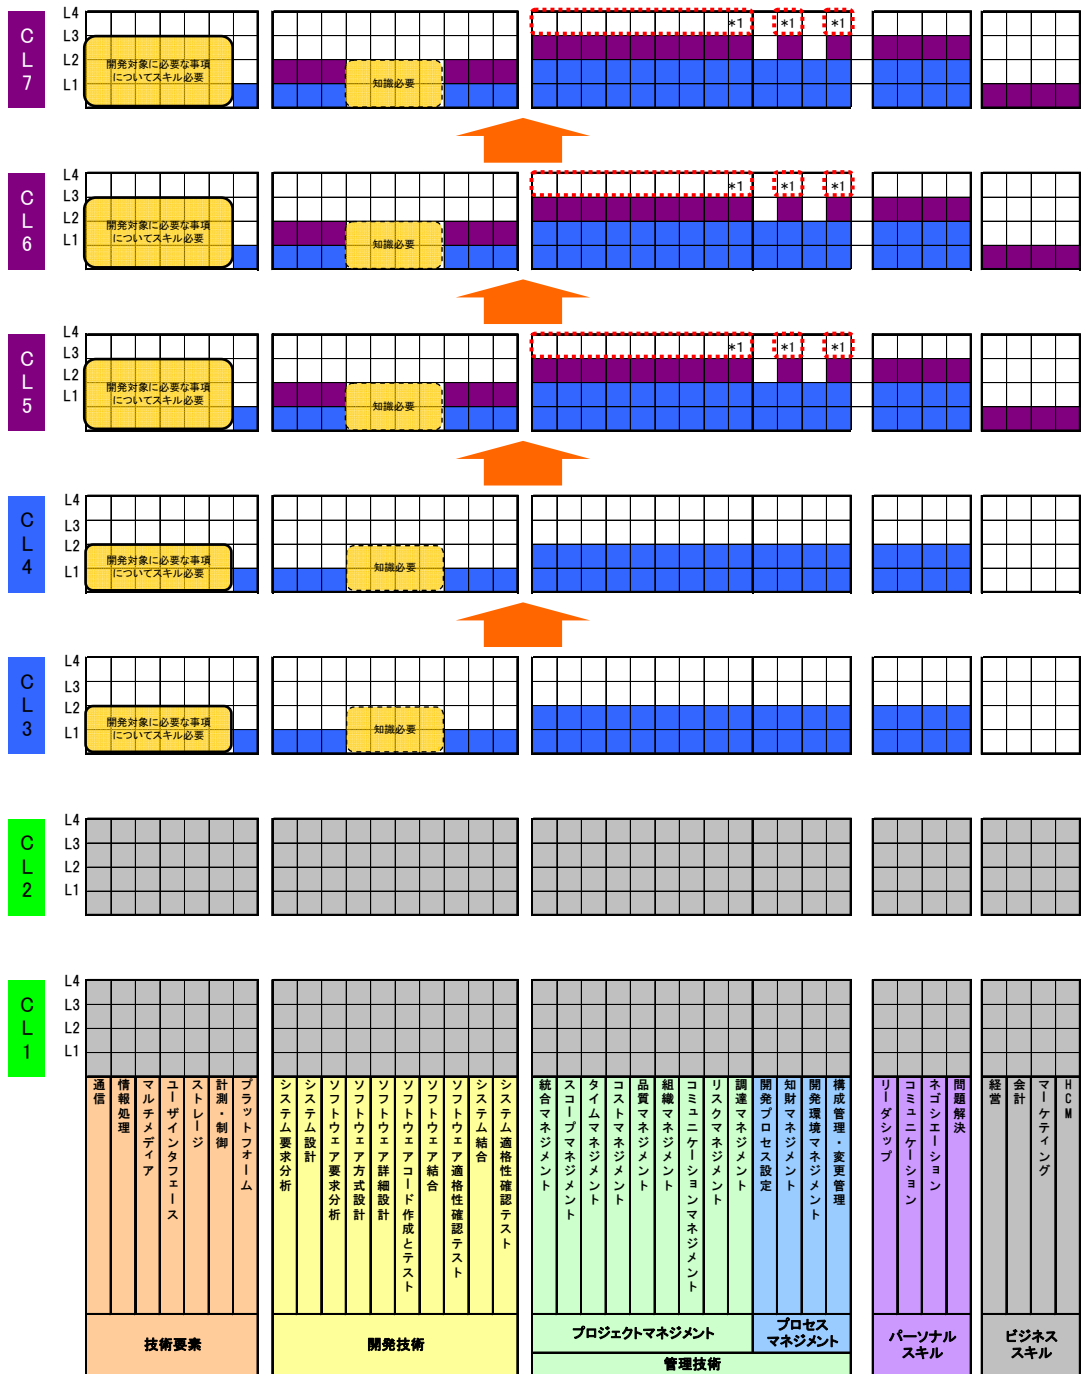 CL7
L4
L3
L2
L1
開発対象に必要な事項
についてスキル必要
知識必要
*1
*1
*1
CL6
L4
L3
L2
L1
開発対象に必要な事項
についてスキル必要
知識必要
*1
*1
*1
CL5
L4
L3
L2
L1
開発対象に必要な事項
についてスキル必要
知識必要
*1
*1
*1
CL4
L4
L3
L2
L1
開発対象に必要な事項
についてスキル必要
知識必要
CL3
L4
L3
L2
L1
開発対象に必要な事項
についてスキル必要
知識必要
CL2
L4
L3
L2
L1
CL1
L4
L3
L2
L1
通信
情報処理
マルチメディア
ユーザインタフェース
ストレージ
計測・制御
プラットフォーム
システム要求分析
システム設計
ソフトウェア要求分析
ソフトウェア方式設計
ソフトウェア詳細設計
ソフトウェアコード作成とテスト
ソフトウェア結合
ソフトウェア適格性確認テスト
システム結合
システム適格性確認テスト
統合マネジメント
スコープマネジメント
タイムマネジメント
コストマネジメント
品質マネジメント
組織マネジメント
コミュニケーションマネジメント
リスクマネジメント
調達マネジメント
開発プロセス設定
知財マネジメント
開発環境マネジメント
構成管理・変更管理
リーダシップ
コミュニケーション
ネゴシエーション
問題解決
経営
会計
マーケティング
HCM
技術要素
開発技術
プロジェクトマネジメント
プロセス
マネジメント
管理技術
パーソナル
スキル
ビジネス
スキル